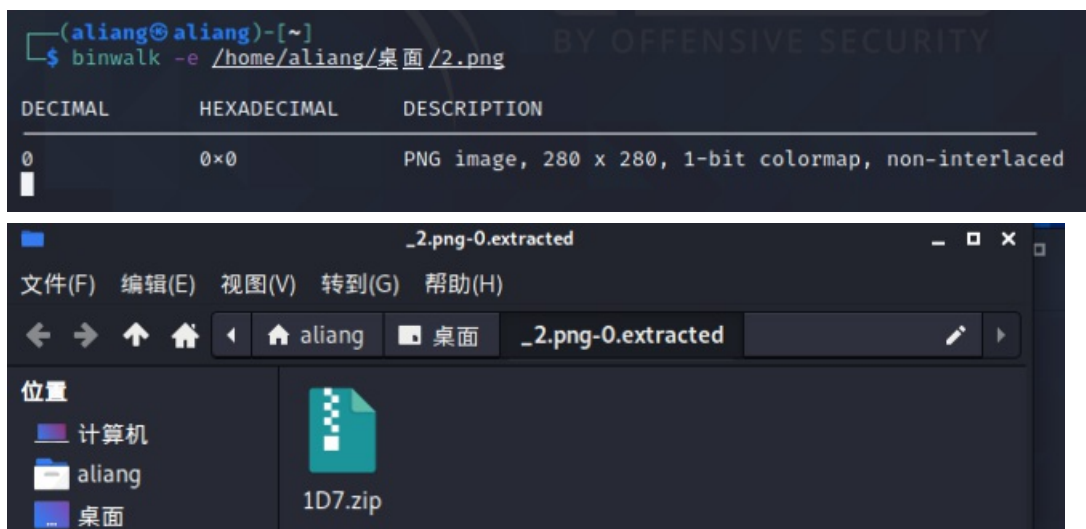 (aliang㉿aliang)-[~]
BY OFFENSIVE SECURITY
$ binwalk -e /home/aliang/桌面/2.png
DECIMAL HEXADECIMAL DESCRIPTION
0 0×0 PNG image, 280 x 280, 1-bit colormap, non-interlaced
_2.png-0.extracted
文件(F) 编辑(E) 视图(V) 转到(G) 帮助(H)
aliang 桌面 _2.png-0.extracted
位置
计算机
aliang
桌面
1D7.zip